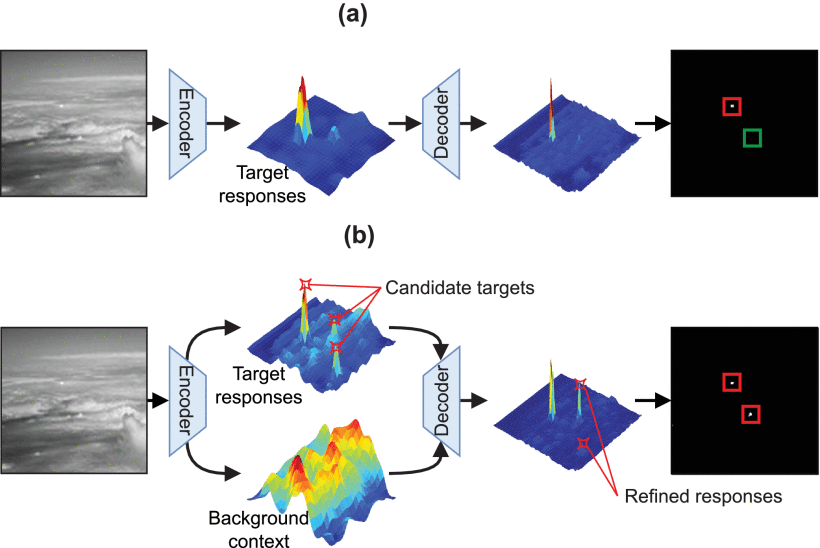 (a)
Encoder
Decoder
Target
responses
(b)
Candidate targets
Encoder
Decoder
Target
responses
Refined responses
Background
context